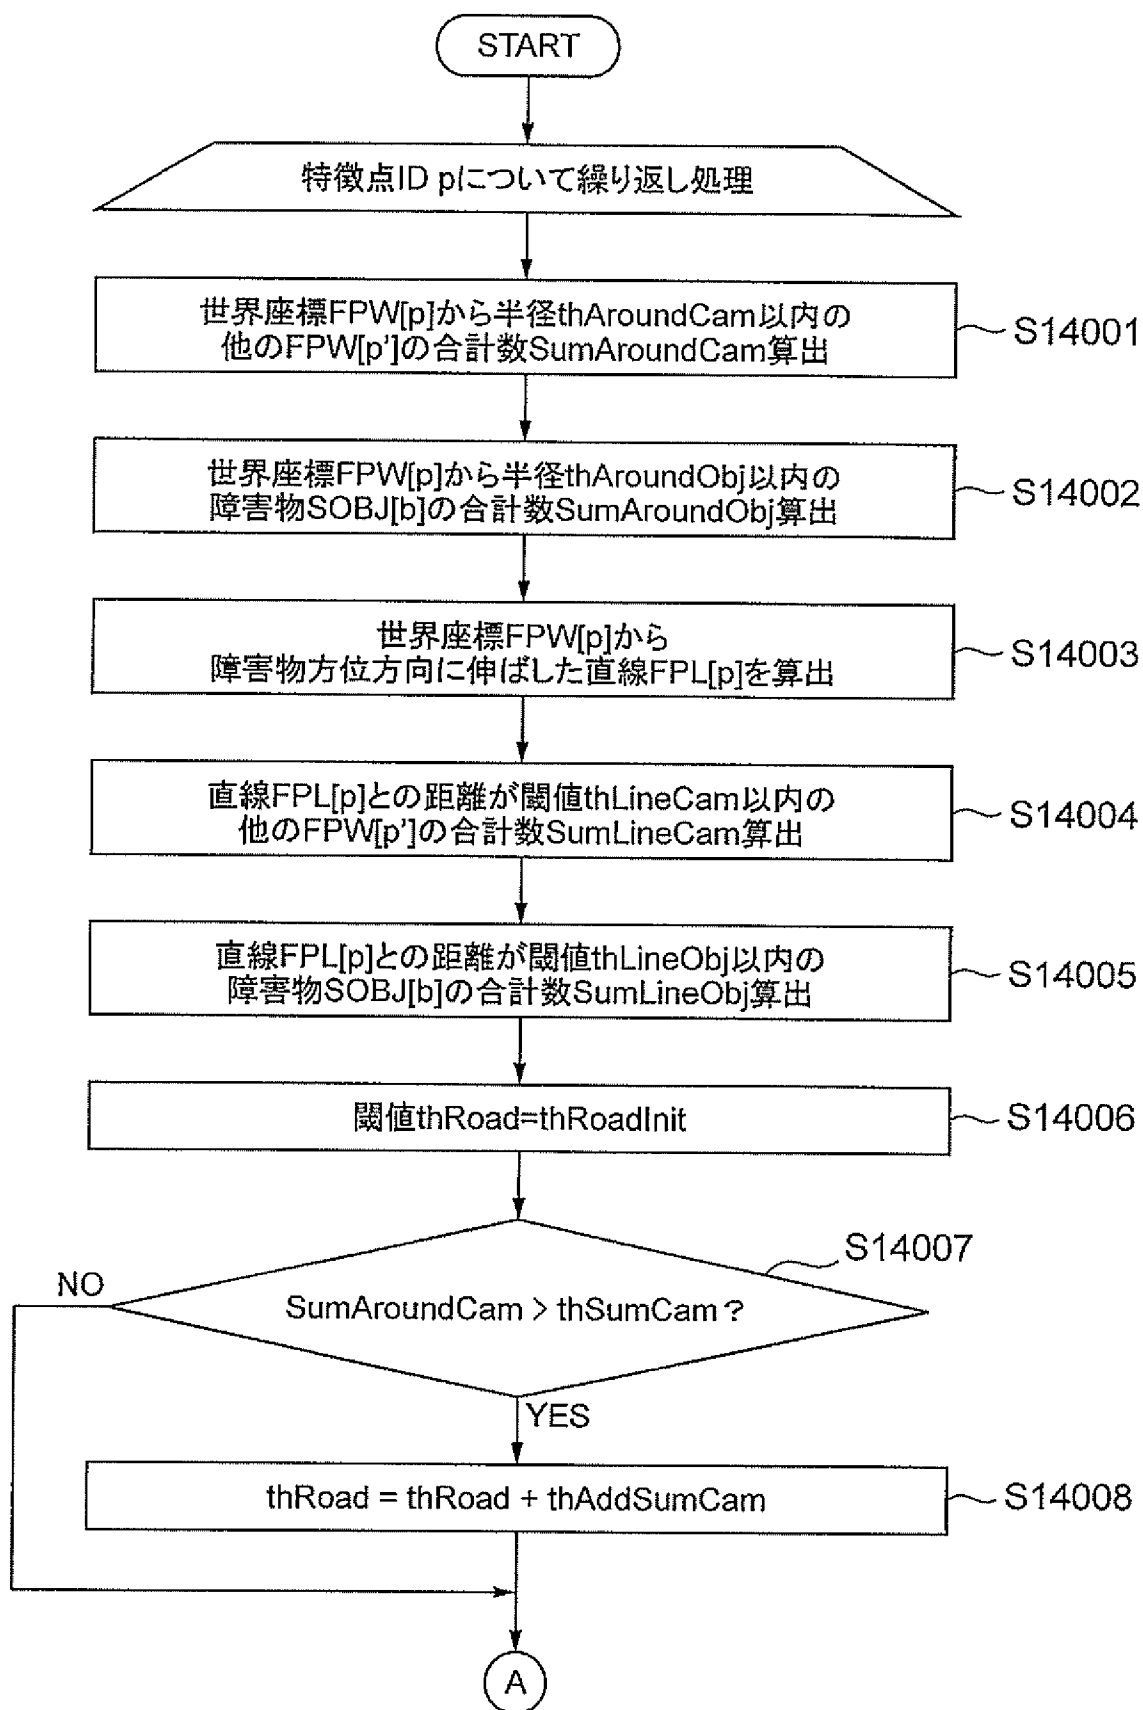 START
特徴点ID pについて繰り返し処理
世界座標FPW[p]から半径thAroundCam以内の
他のFPW[p']の合計数SumAroundCam算出
S14001
世界座標FPW[p]から半径thAroundObj以内の
障害物SOBJ[b]の合計数SumAroundObj算出
S14002
世界座標FPW[p]から
障害物方位方向に伸ばした直線FPL[p]を算出
S14003
直線FPL[p]との距離が閾値thLineCam以内の
他のFPW[p']の合計数SumLineCam算出
S14004
直線FPL[p]との距離が閾値thLineObj以内の
障害物SOBJ[b]の合計数SumLineObj算出
S14005
閾値thRoad=thRoadInit
S14006
S14007
NO
SumAroundCam > thSumCam ?
YES
thRoad = thRoad + thAddSumCam
S14008
A